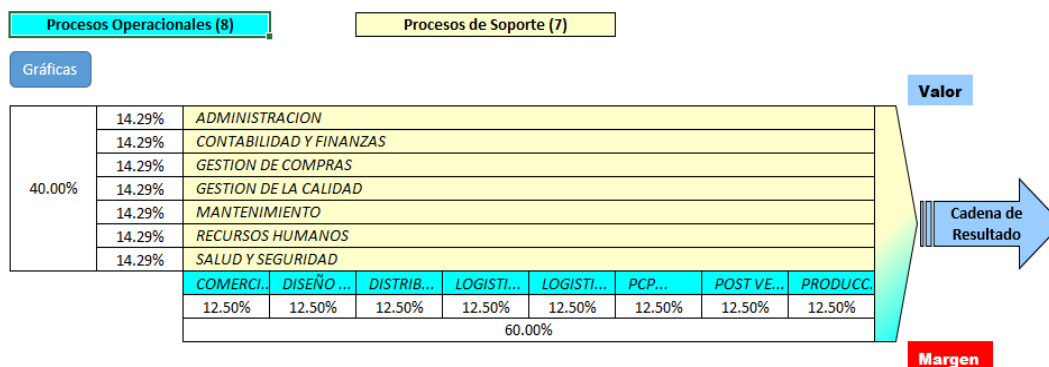 Procesos Operacionales (8)
Procesos de Soporte (7)
Gráficas
Valor
40.00%
14.29% ADMINISTRACION
14.29% CONTABILIDAD Y FINANZAS
14.29% GESTION DE COMPRAS
14.29% GESTION DE LA CALIDAD
14.29% MANTENIMIENTO
14.29% RECURSOS HUMANOS
14.29% SALUD Y SEGURIDAD
Cadena de
Resultado
COMERCI... DISEÑO ... DISTRIB... LOGISTI... LOGISTI... PCP... POST VE... PRODUCC.
12.50% 12.50% 12.50% 12.50% 12.50% 12.50% 12.50% 12.50%
60.00%
Margen